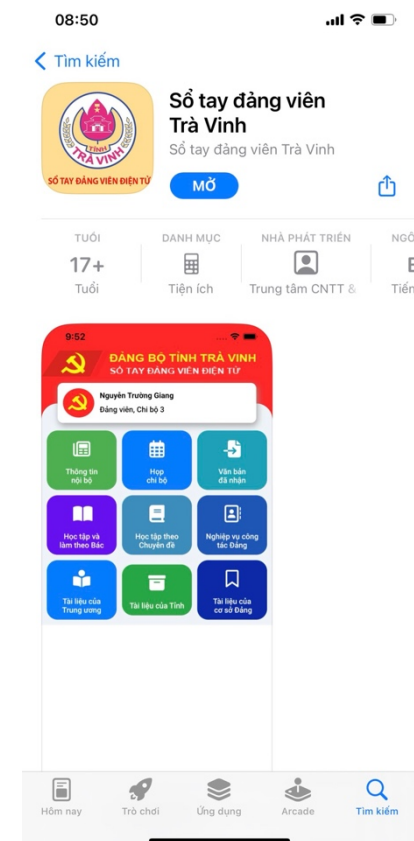 08:50
Tìm kiếm
Sổ tay đảng viên
Trà Vinh
Sổ tay đảng viên Trà Vinh
MỞ
TỈNH
TRÀ VINH
SỔ TAY ĐẢNG VIÊN ĐIỆN TỬ
TUỔI
17+
Tuổi
DANH MỤC
Tiện ích
NHÀ PHÁT TRIỂN
Trung tâm CNTT &
NGÔ
E
Tiến
9:52
ĐẢNG BỘ TỈNH TRÀ VINH
SỔ TAY ĐẢNG VIÊN ĐIỆN TỬ
Nguyễn Trường Giang
Đảng viên, Chi bộ 3
Thông tin
nội bộ
Họp
chi bộ
Văn bản
đã nhận
Học tập và
làm theo Bác
Học tập theo
Chuyên đề
Nghiệp vụ công
tác Đảng
Tài liệu của
Trung ương
Tài liệu của Tỉnh
Tài liệu của
cơ sở Đảng
Hôm nay
Trò chơi
Ứng dụng
Arcade
Tìm kiếm